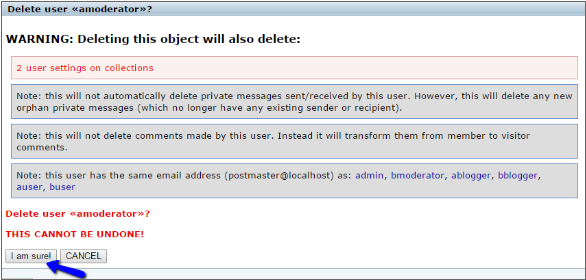 Delete user «amoderator»?
WARNING: Deleting this object will also delete:
2 user settings on collections
Note: this will not automatically delete private messages sent/received by this user. However, this will delete any new
orphan private messages (which no longer have any existing sender or recipient).
Note: this will not delete comments made by this user. Instead it will transform them from member to visitor
comments.
Note: this user has the same email address (postmaster@localhost) as: admin, bmoderator, ablogger, bblogger,
auser, buser
Delete user «amoderator»?
THIS CANNOT BE UNDONE!
I am sure! CANCEL